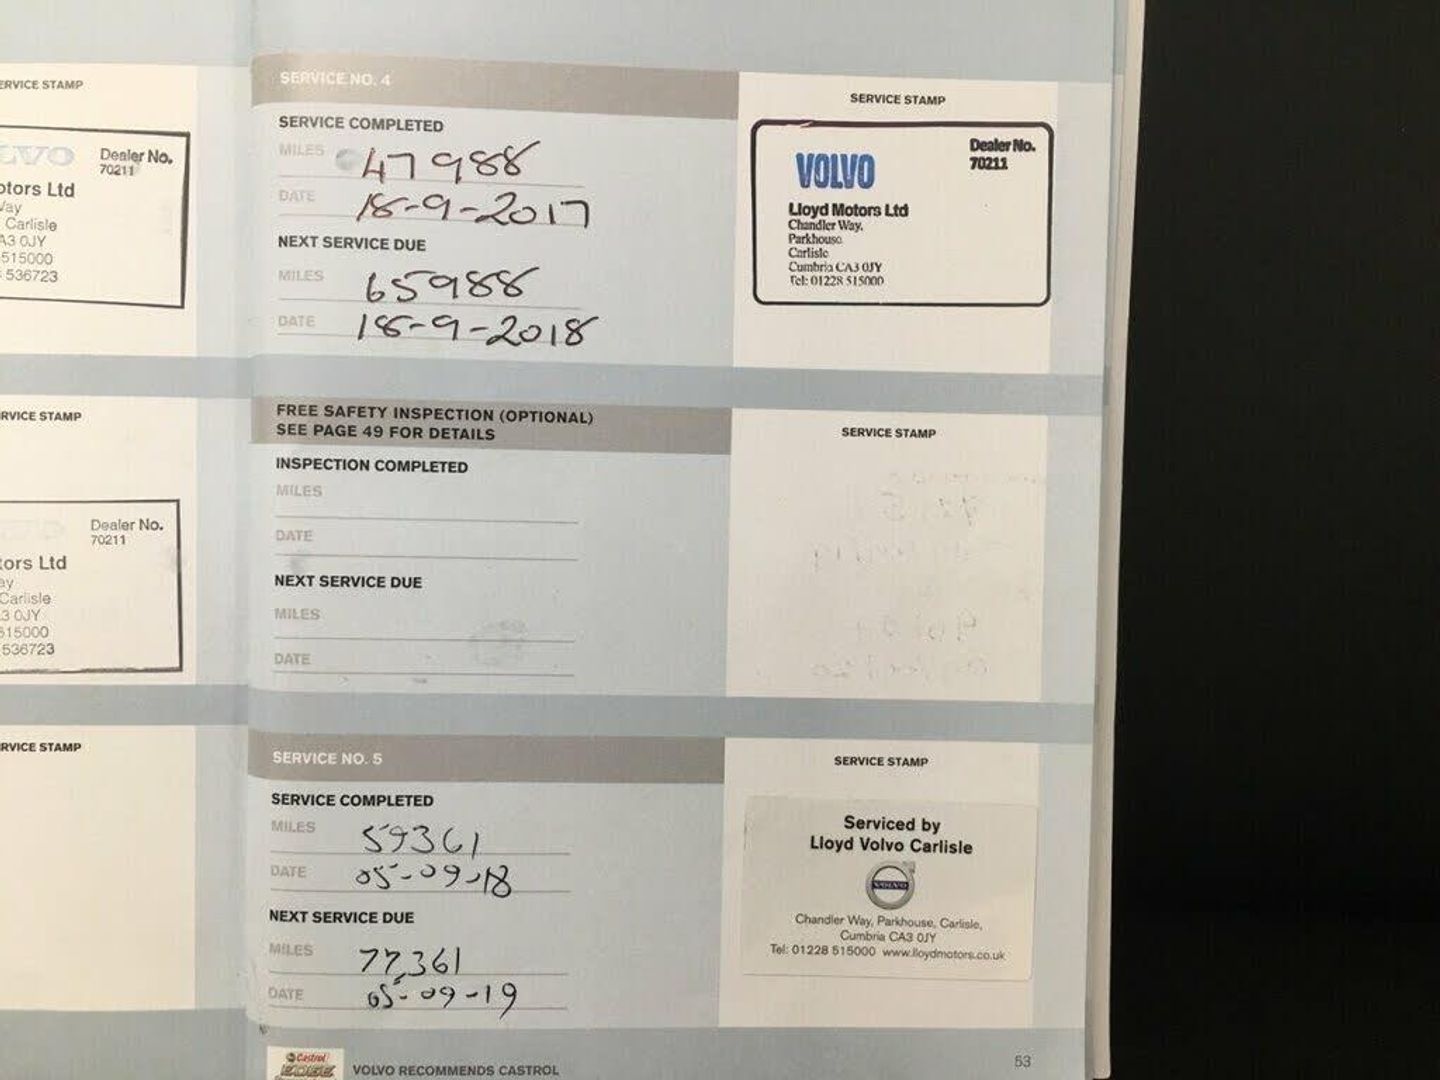 ERVICE STAMP
LVO
Dealer No.
70211
otors Ltd
Way
Carlisle
A3 0JY
515000
536723
SERVICE NO. 4
SERVICE COMPLETED
MILES 47988
DATE 18-9-2017
NEXT SERVICE DUE
MILES 65988
DATE 18-9-2018
SERVICE STAMP
VOLVO
Dealer No.
70211
Lloyd Motors Ltd
Chandler Way,
Parkhouse
Carlisle
Cumbria CA3 0JY
Tel: 01228 515000
RVICE STAMP
Dealer No.
70211
tors Ltd
ay
Carlisle
3 0JY
515000
536723
FREE SAFETY INSPECTION (OPTIONAL)
SEE PAGE 49 FOR DETAILS
INSPECTION COMPLETED
MILES
DATE
NEXT SERVICE DUE
MILES
DATE
SERVICE STAMP
RVICE STAMP
SERVICE NO. 5
SERVICE COMPLETED
MILES 59361
DATE 05-09-18
NEXT SERVICE DUE
MILES 77,361
DATE 05-09-19
SERVICE STAMP
Serviced by
Lloyd Volvo Carlisle
VOLVO
Chandler Way, Parkhouse, Carlisle,
Cumbria CA3 0JY
Tel: 01228 515000 www.lloydmotors.co.uk
Castrol
EDGE
VOLVO RECOMMENDS CASTROL
53